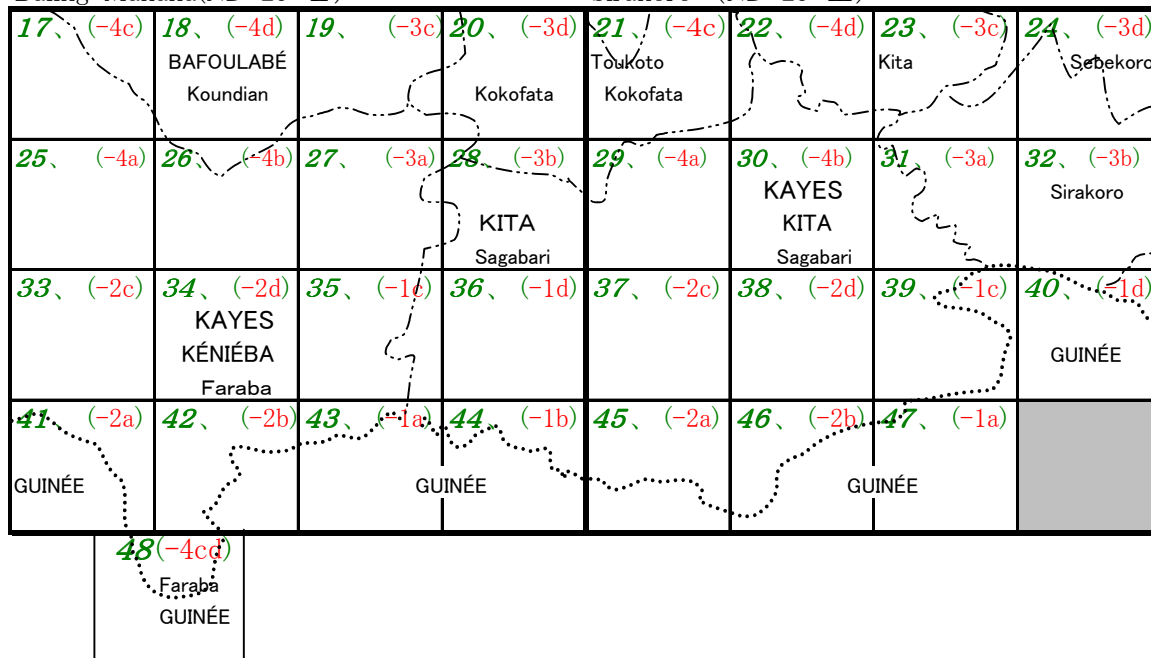 17、 (-4c) 18、 (-4d) 19、 (-3c) 20、 (-3d) 21、 (-4c) 22、 (-4d) 23、 (-3c) 24、 (-3d)
BAFOULABÉ Toukoto Kita Sebekoro
Koundian Kokofata Kokofata
25、 (-4a) 26、 (-4b) 27、 (-3a) 28、 (-3b) 29、 (-4a) 30、 (-4b) 31、 (-3a) 32、 (-3b)
KAYES Sirakoro
KITA KITA
Sagabari Sagabari
33、 (-2c) 34、 (-2d) 35、 (-1c) 36、 (-1d) 37、 (-2c) 38、 (-2d) 39、 (-1c) 40、 (-1d)
KAYES
KÉNIÉBA GUINÉE
Faraba
41 (-2a) 42、 (-2b) 43、 (-1a) 44、 (-1b) 45、 (-2a) 46、 (-2b) 47、 (-1a)
GUINÉE GUINÉE GUINÉE
48 (-4cd)
Faraba
GUINÉE